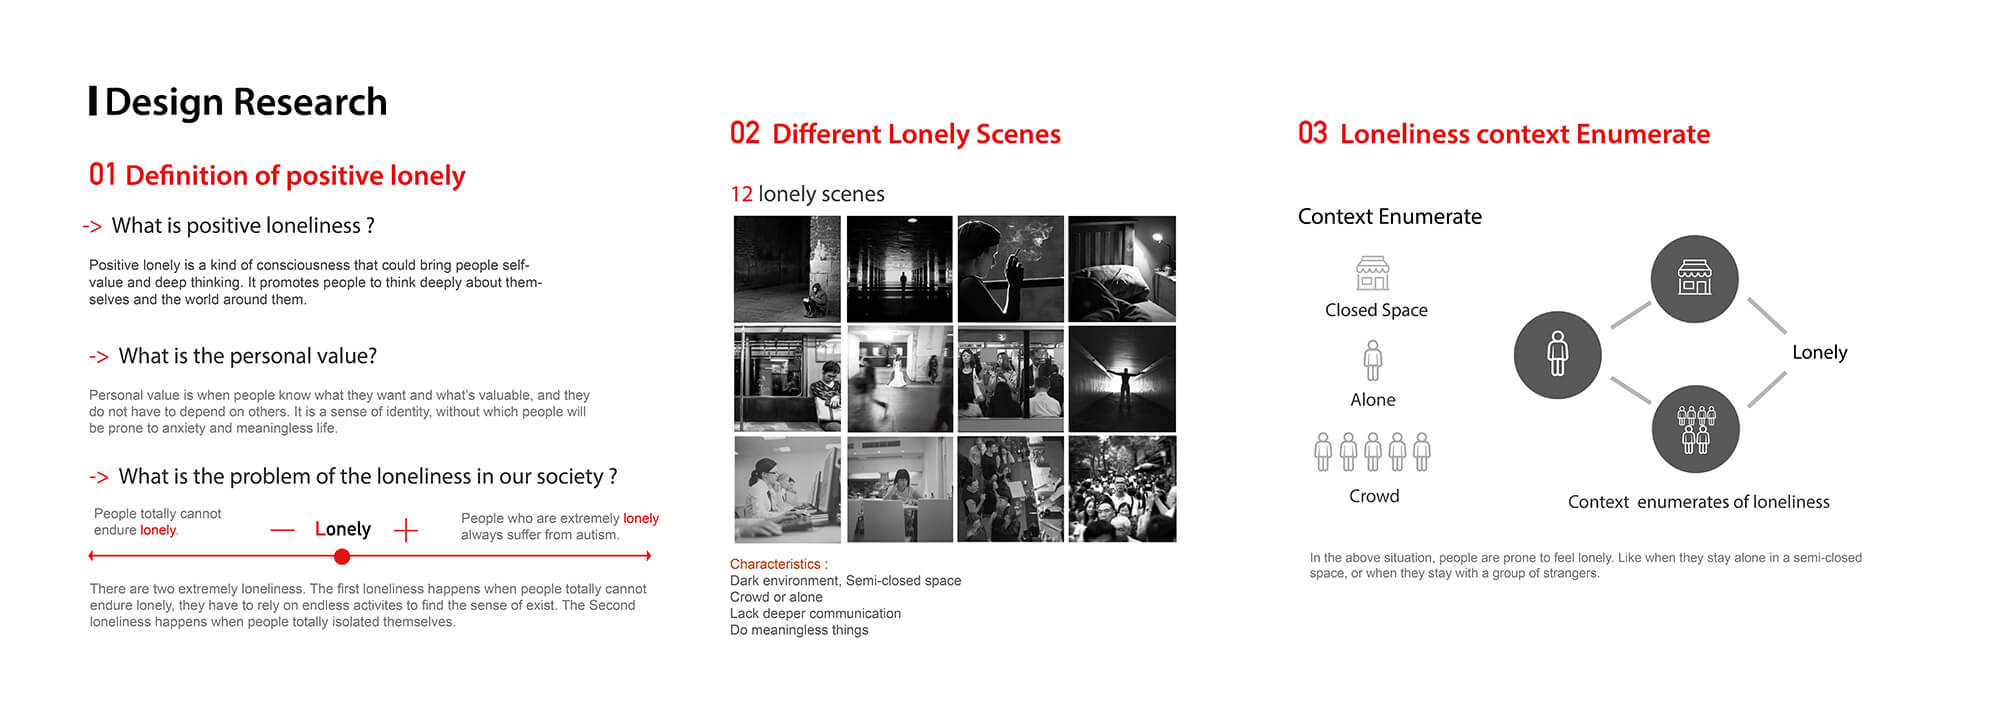 Design Research
01 Definition of positive lonely
-> What is positive loneliness ?
Positive lonely is a kind of consciousness that could bring people self-
value and deep thinking. It promotes people to think deeply about them-
selves and the world around them.
-> What is the personal value?
Personal value is when people know what they want and what's valuable, and they
do not have to depend on others. It is a sense of identity, without which people will
be prone to anxiety and meaningless life.
-> What is the problem of the loneliness in our society ?
People totally cannot
endure lonely.
— Lonely +
People who are extremely lonely
always suffer from autism.
There are two extremely loneliness. The first loneliness happens when people totally cannot
endure lonely, they have to rely on endless activites to find the sense of exist. The Second
loneliness happens when people totally isolated themselves.
02 Different Lonely Scenes
12 lonely scenes
Characteristics :
Dark environment, Semi-closed space
Crowd or alone
Lack deeper communication
Do meaningless things
03 Loneliness context Enumerate
Context Enumerate
Closed Space
Alone
Crowd
Lonely
Context enumerates of loneliness
In the above situation, people are prone to feel lonely. Like when they stay alone in a semi-closed
space, or when they stay with a group of strangers.